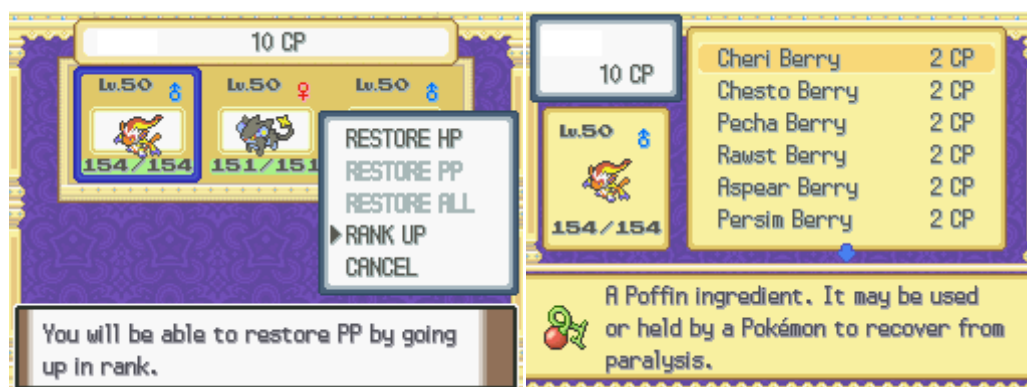 10 CP
Lv.50 ♂
Lv.50 ♀
Lv.50 ♂
154/154
151/151
RESTORE HP
RESTORE PP
RESTORE ALL
▶RANK UP
CANCEL
You will be able to restore PP by going
up in rank.
10 CP
Lv.50 ♂
154/154
Cheri Berry 2 CP
Chesto Berry 2 CP
Pecha Berry 2 CP
Rawst Berry 2 CP
Aspear Berry 2 CP
Persim Berry 2 CP
A Poffin ingredient. It may be used
or held by a Pokémon to recover from
paralysis.